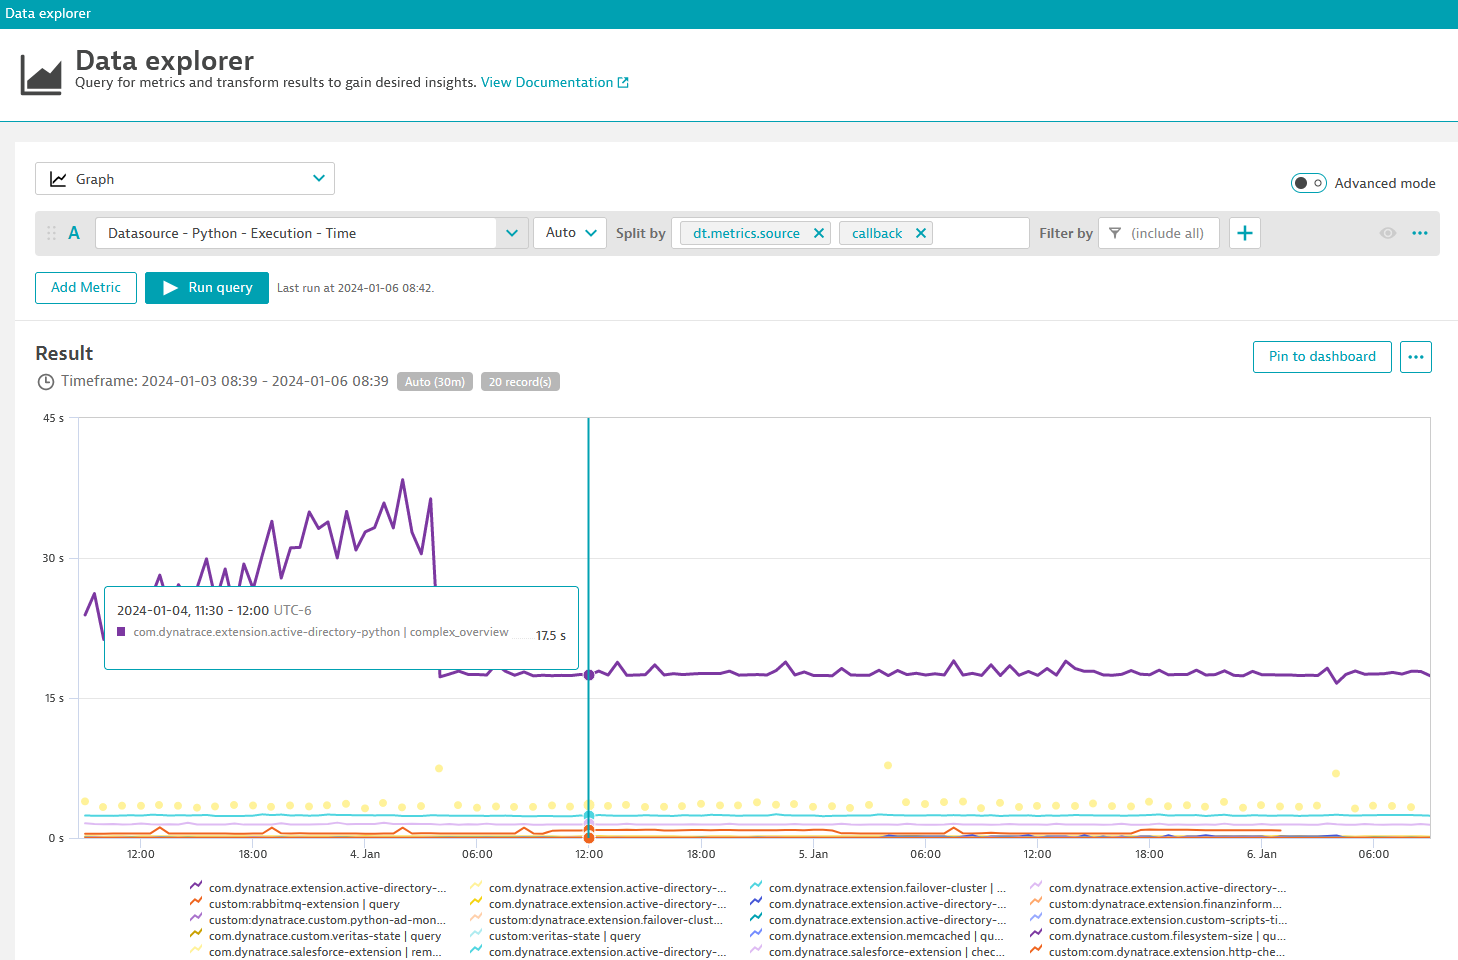 Data explorer
Data explorer
Query for metrics and transform results to gain desired insights. View Documentation
Graph
Advanced mode
A Datasource - Python - Execution - Time Auto Split by dt.metrics.source callback Filter by (include all)
Add Metric Run query Last run at 2024-01-06 08:42.
Result
Pin to dashboard
Timeframe: 2024-01-03 08:39 - 2024-01-06 08:39 Auto (30m) 20 record(s)
45 s
30 s
2024-01-04, 11:30 - 12:00 UTC-6
com.dynatrace.extension.active-directory-python | complex_overview 17.5 s
15 s
0 s
12:00 18:00 4. Jan 06:00 12:00 18:00 5. Jan 06:00 12:00 18:00 6. Jan 06:00
com.dynatrace.extension.active-directory-... com.dynatrace.extension.active-directory-... com.dynatrace.extension.failover-cluster | ... com.dynatrace.extension.active-directory-...
custom:rabbitmq-extension | query com.dynatrace.extension.active-directory-... com.dynatrace.extension.active-directory-... custom:dynatrace.extension.finanzinform...
custom:dynatrace.custom.python-ad-mon... custom:dynatrace.extension.failover-clust... com.dynatrace.extension.active-directory-... com.dynatrace.extension.custom-scripts-ti...
com.dynatrace.custom.veritas-state | query custom:veritas-state | query com.dynatrace.extension.memcached | qu... com.dynatrace.custom.filesystem-size | qu...
com.dynatrace.salesforce-extension | rem... com.dynatrace.extension.active-directory-... com.dynatrace.salesforce-extension | chec... custom:com.dynatrace.extension.http-che...